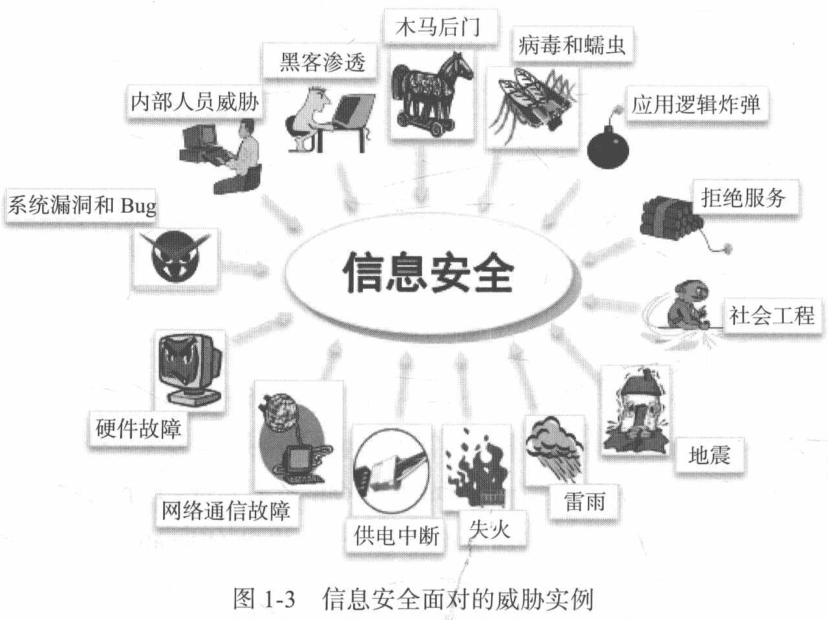 木马后门
病毒和蠕虫
黑客渗透
内部人员威胁
应用逻辑炸弹
系统漏洞和 Bug
拒绝服务
信息安全
社会工程
硬件故障
地震
网络通信故障
雷雨
供电中断
失火
图 1-3 信息安全面对的威胁实例